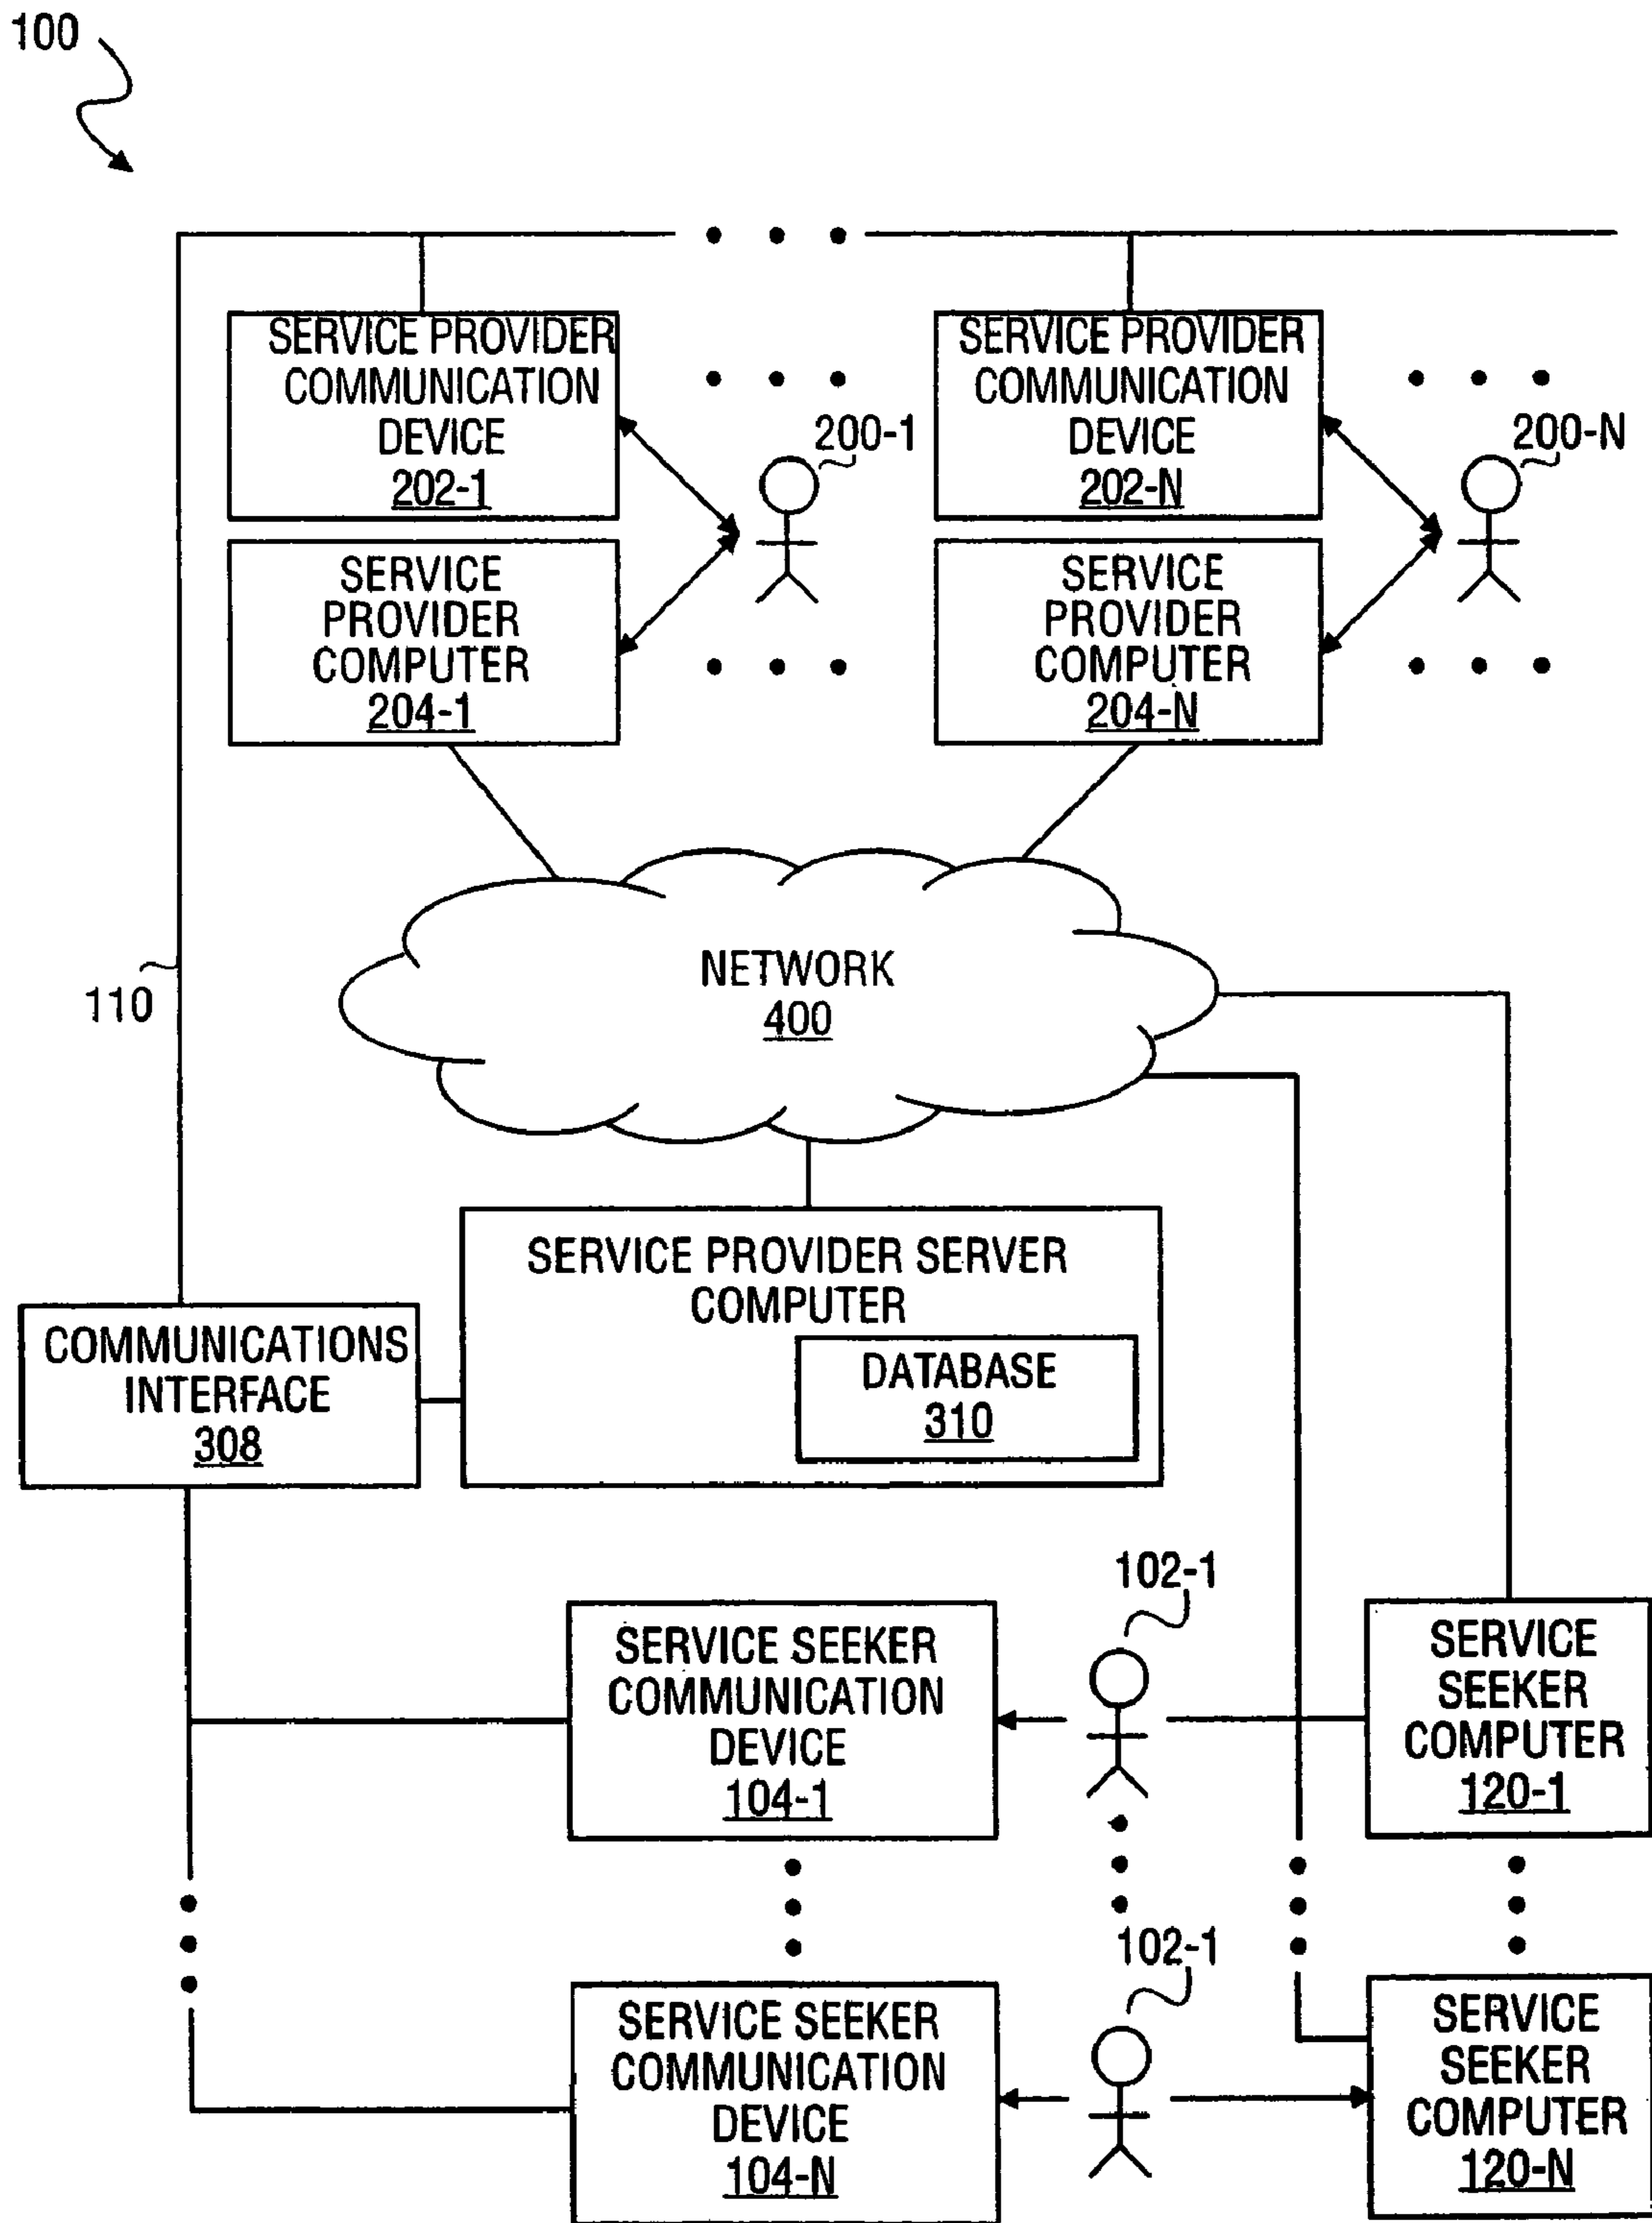 100
SERVICE PROVIDER
COMMUNICATION
DEVICE
202-1
200-1
SERVICE PROVIDER
COMMUNICATION
DEVICE
202-N
200-N
SERVICE
PROVIDER
COMPUTER
204-1
SERVICE
PROVIDER
COMPUTER
204-N
110
NETWORK
400
SERVICE PROVIDER SERVER
COMPUTER
DATABASE
310
COMMUNICATIONS
INTERFACE
308
102-1
SERVICE SEEKER
COMMUNICATION
DEVICE
104-1
SERVICE
SEEKER
COMPUTER
120-1
102-1
SERVICE SEEKER
COMMUNICATION
DEVICE
104-N
SERVICE
SEEKER
COMPUTER
120-N